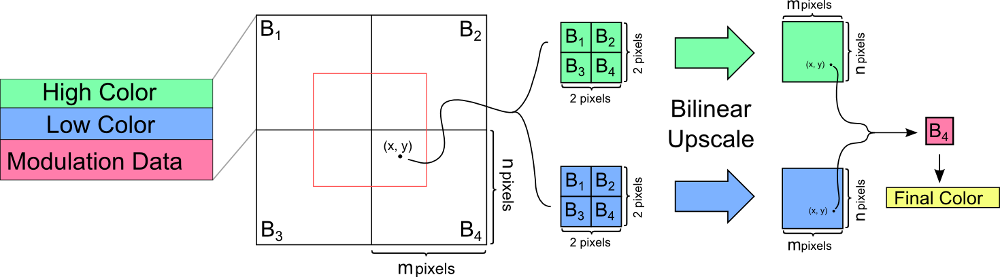 High Color
Low Color
Modulation Data
B1
B2
(x, y)
B3
B4
n pixels
m pixels
B1 B2
B3 B4
2 pixels
2 pixels
B1 B2
B3 B4
2 pixels
2 pixels
Bilinear
Upscale
m pixels
(x, y)
n pixels
(x, y)
n pixels
m pixels
B4
Final Color